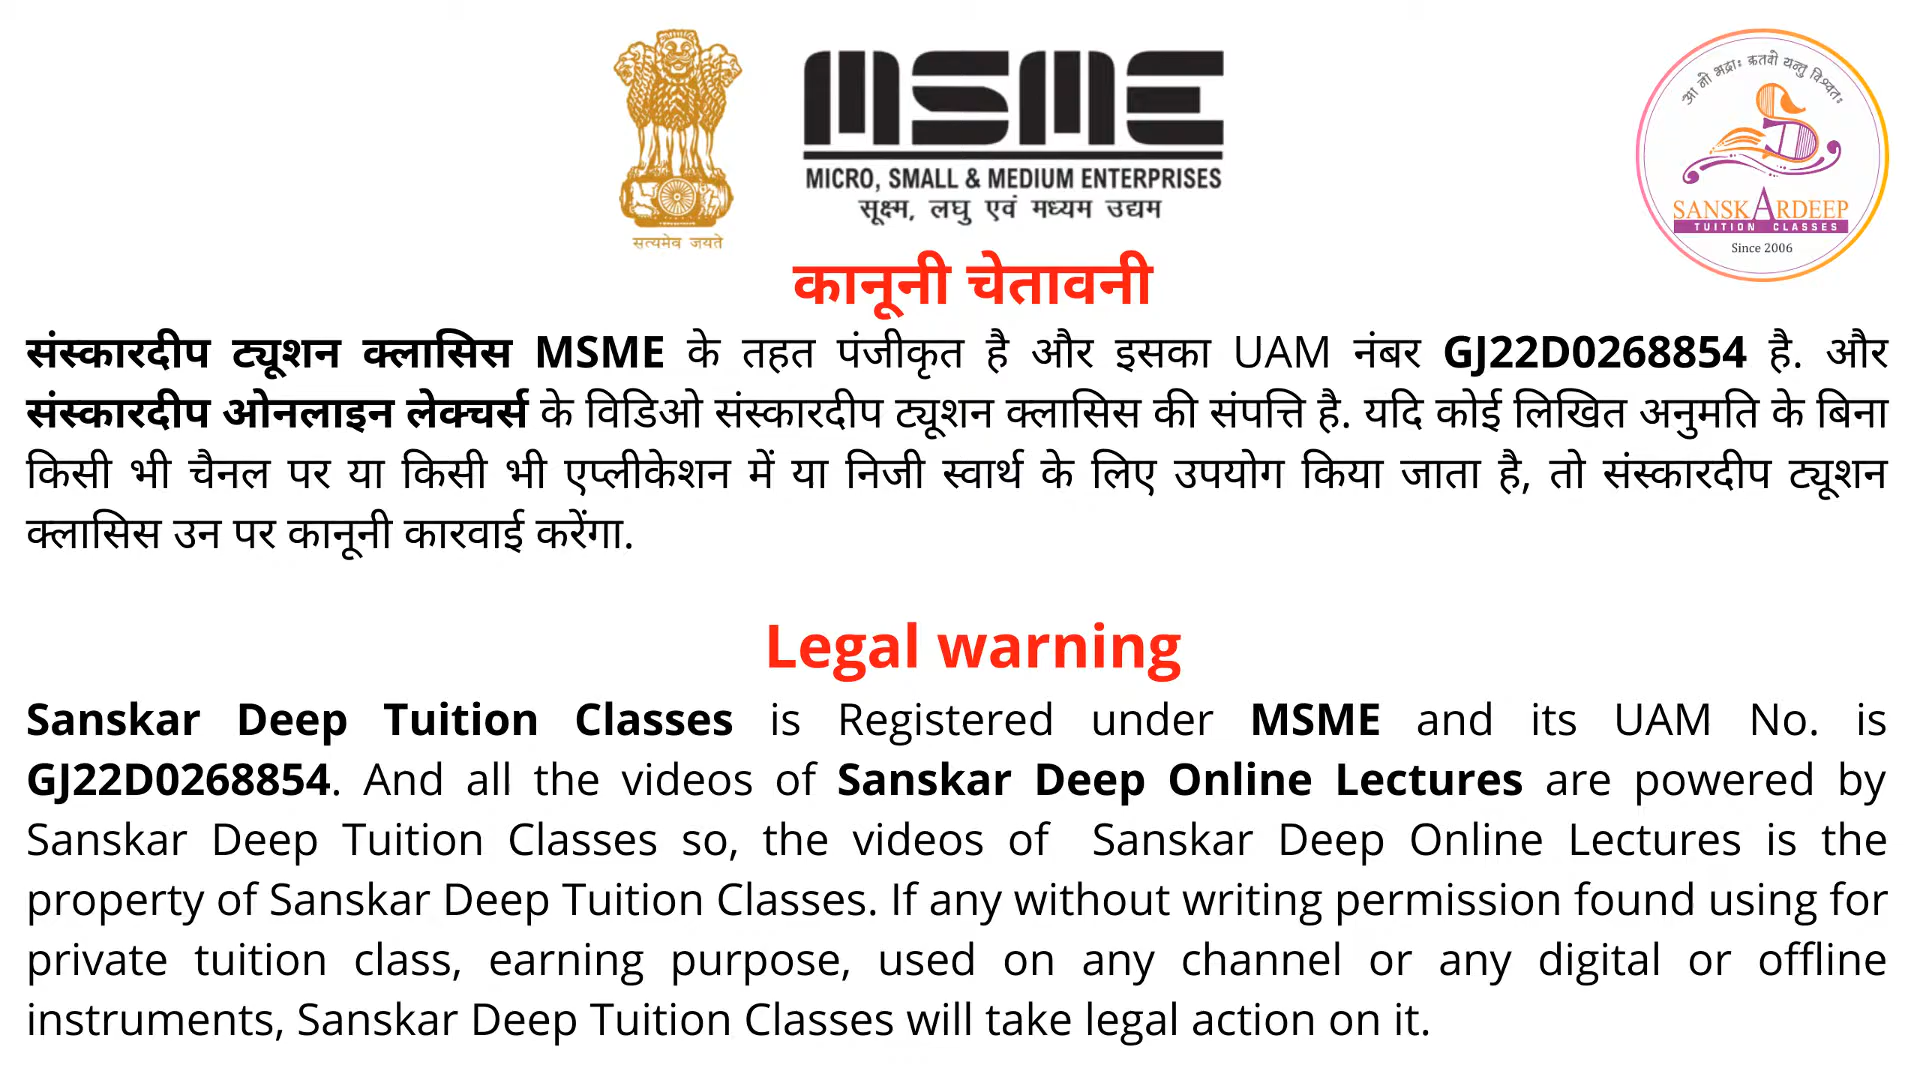 सत्यमेव जयते
MSME
MICRO, SMALL & MEDIUM ENTERPRISES
सूक्ष्म, लघु एवं मध्यम उद्यम
आ नो भद्राः क्रतवो यन्तु विश्वतः
SANSKARDEEP
TUITION CLASSES
Since 2006
कानूनी चेतावनी
संस्कारदीप ट्यूशन क्लासिस MSME के तहत पंजीकृत है और इसका UAM नंबर GJ22D0268854 है. और
संस्कारदीप ओनलाइन लेक्चर्स के विडिओ संस्कारदीप ट्यूशन क्लासिस की संपत्ति है. यदि कोई लिखित अनुमति के बिना
किसी भी चैनल पर या किसी भी एप्लीकेशन में या निजी स्वार्थ के लिए उपयोग किया जाता है, तो संस्कारदीप ट्यूशन
क्लासिस उन पर कानूनी कारवाई करेंगा.
Legal warning
Sanskar Deep Tuition Classes is Registered under MSME and its UAM No. is
GJ22D0268854. And all the videos of Sanskar Deep Online Lectures are powered by
Sanskar Deep Tuition Classes so, the videos of Sanskar Deep Online Lectures is the
property of Sanskar Deep Tuition Classes. If any without writing permission found using for
private tuition class, earning purpose, used on any channel or any digital or offline
instruments, Sanskar Deep Tuition Classes will take legal action on it.